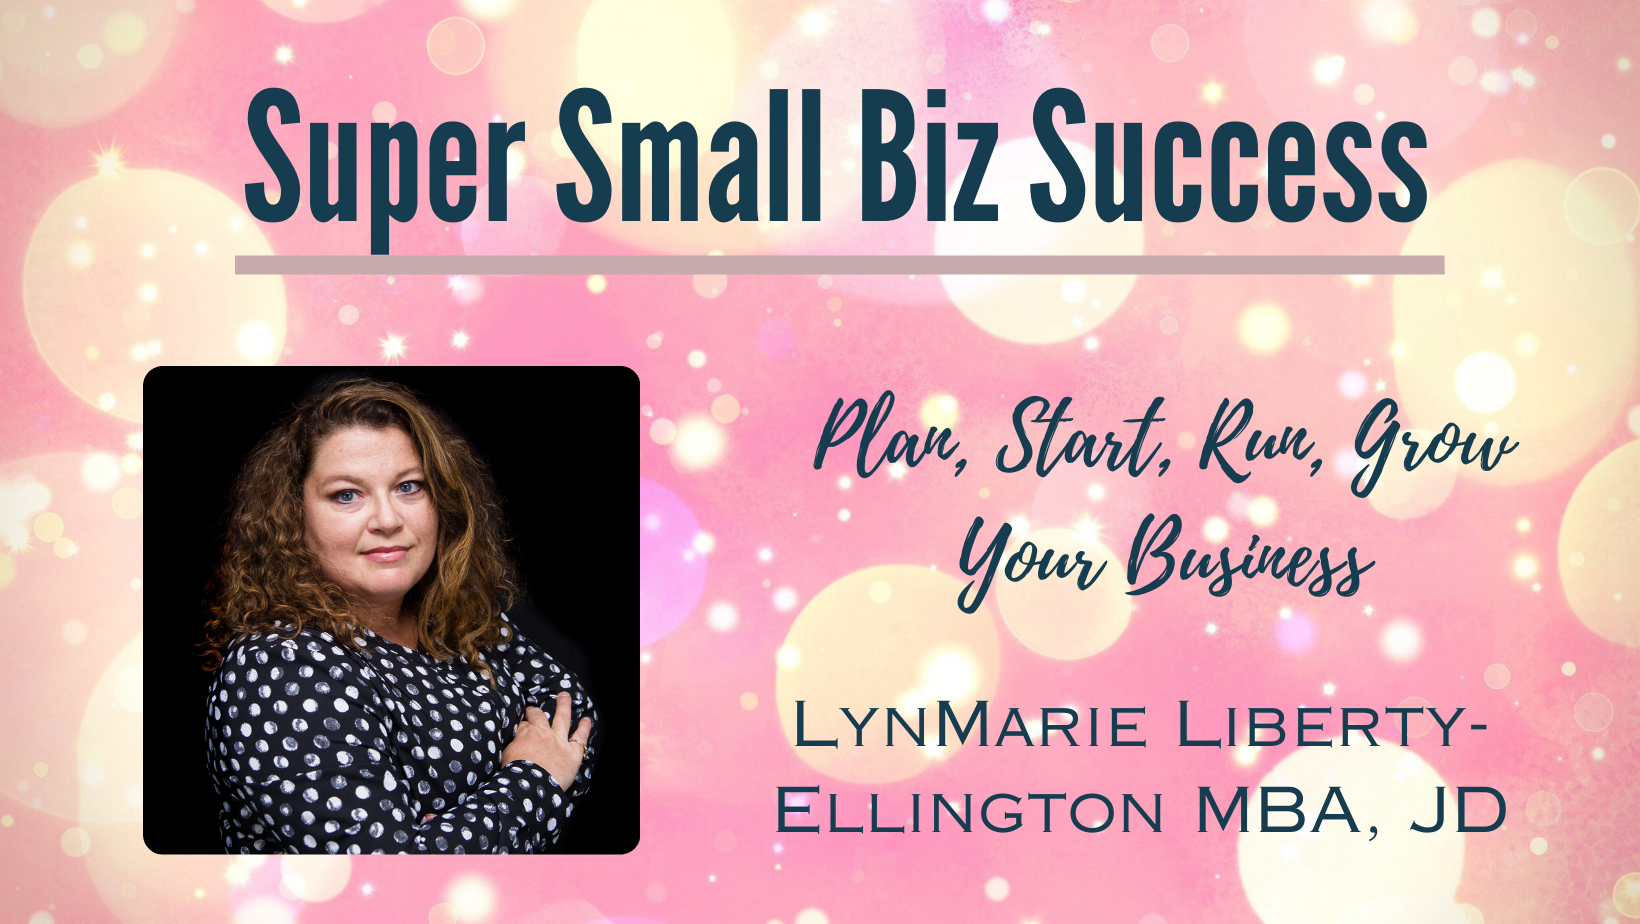 Super Small Biz Success
Plan, Start, Run, Grow
Your Business
LynMarie Liberty-
Ellington MBA, JD